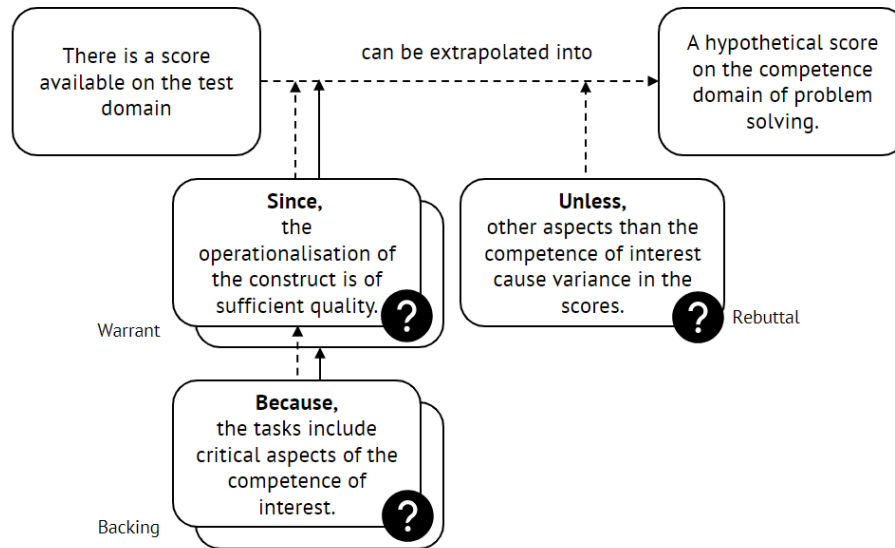 There is a score
available on the test
domain
can be extrapolated into
A hypothetical score
on the competence
domain of problem
solving.
Since,
the
operationalisation of
the construct is of
sufficient quality.
?
Warrant
Unless,
other aspects than the
competence of interest
cause variance in the
scores.
?
Rebuttal
Because,
the tasks include
critical aspects of the
competence of
interest.
?
Backing